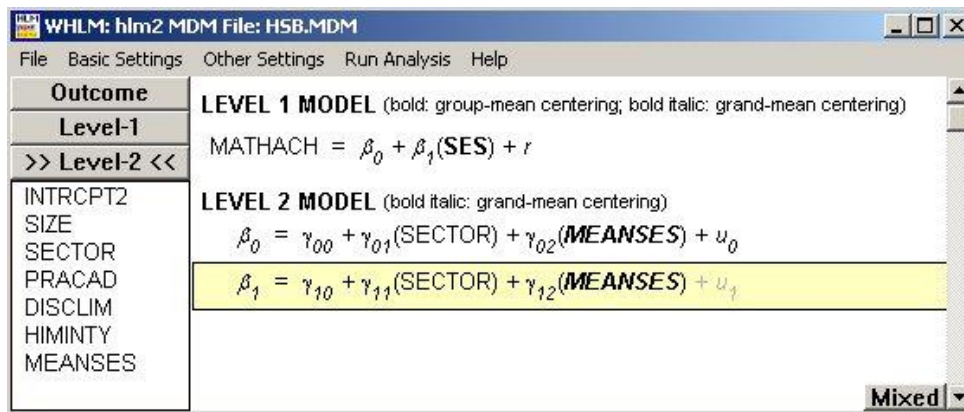 WHLM: hlm2 MDM File: HSB.MDM
File Basic Settings Other Settings Run Analysis Help
Outcome
Level-1
>> Level-2 <<
INTRCPT2
SIZE
SECTOR
PRACAD
DISCLIM
HIMINTY
MEANSES
LEVEL 1 MODEL (bold: group-mean centering; bold italic: grand-mean centering)
MATHACH = β₀ + β₁(SES) + r
LEVEL 2 MODEL (bold italic: grand-mean centering)
β₀ = γ₀₀ + γ₀₁(SECTOR) + γ₀₂(MEANSES) + u₀
β₁ = γ₁₀ + γ₁₁(SECTOR) + γ₁₂(MEANSES) + u₁
Mixed